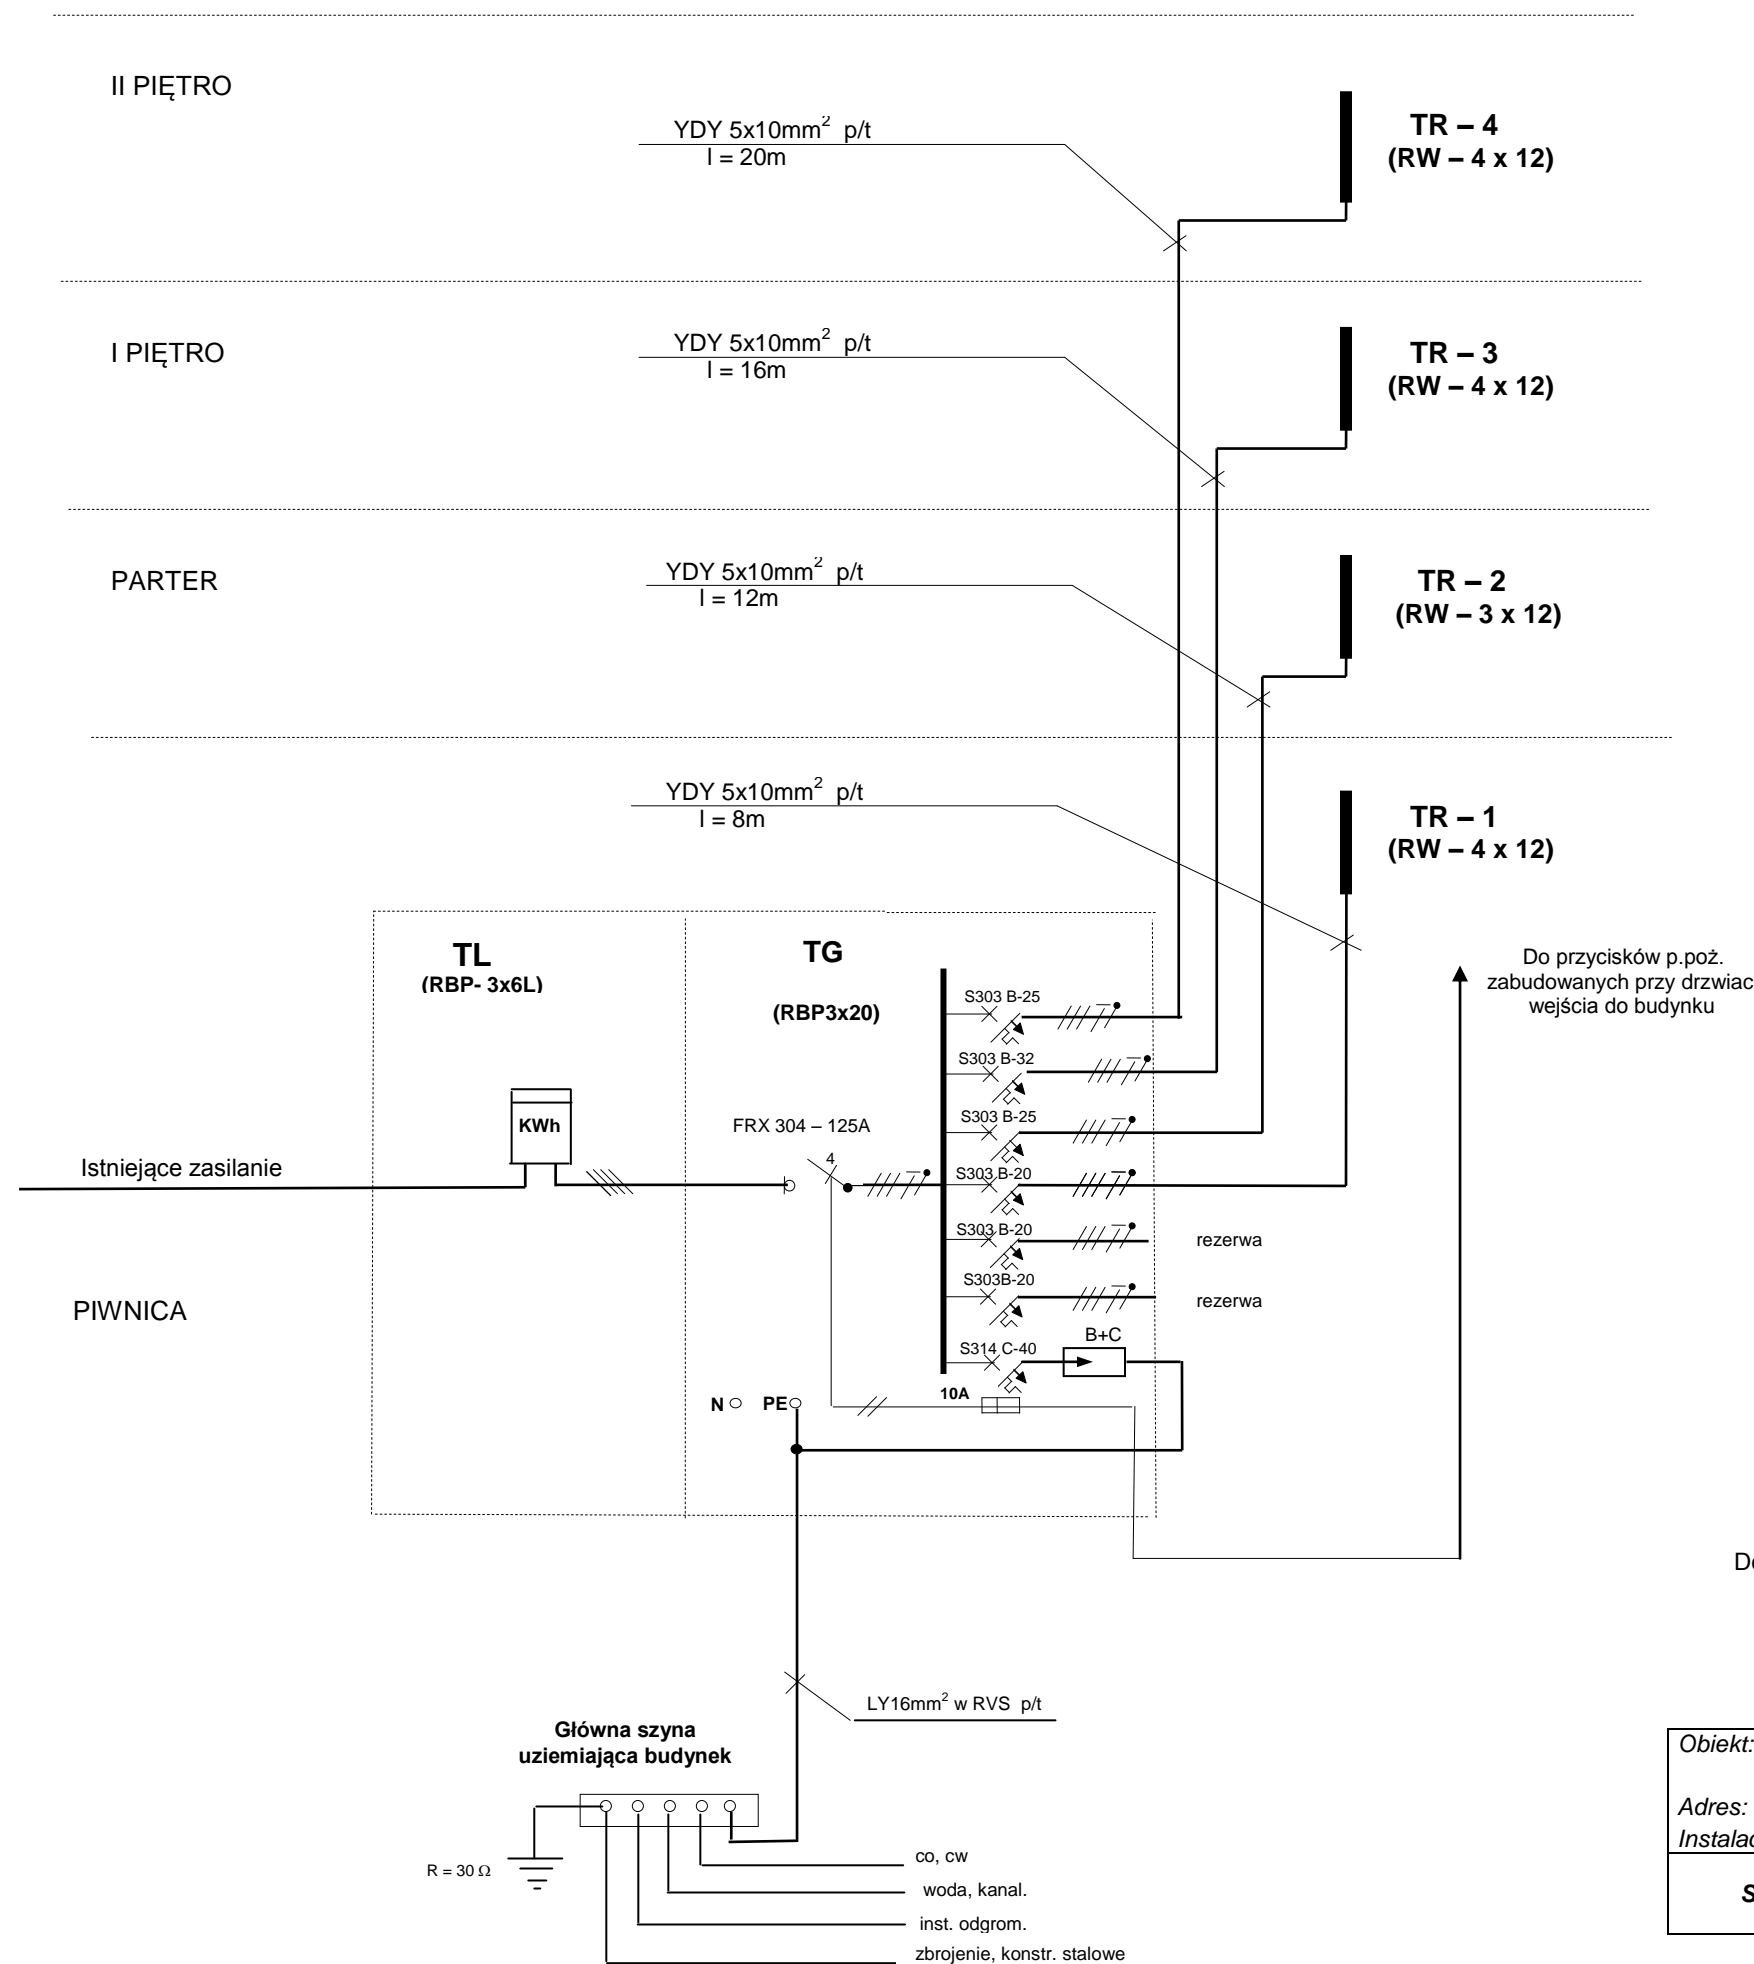 II PIĘTRO
YDY 5x10mm² p/t
l = 20m
TR – 4
(RW – 4 x 12)
I PIĘTRO
YDY 5x10mm² p/t
l = 16m
TR – 3
(RW – 4 x 12)
PARTER
YDY 5x10mm² p/t
l = 12m
TR – 2
(RW – 3 x 12)
YDY 5x10mm² p/t
l = 8m
TR – 1
(RW – 4 x 12)
TL
(RBP- 3x6L)
TG
(RBP3x20)
Do przycisków p.poż.
zabudowanych przy drzwiac
wejścia do budynku
S303 B-25
S303 B-32
S303 B-25
S303 B-20
S303 B-20
S303B-20
S314 C-40
KWh
FRX 304 – 125A
4
Istniejące zasilanie
rezerwa
rezerwa
PIWNICA
B+C
10A
N
PE
LY16mm² w RVS p/t
Główna szyna
uziemiająca budynek
R = 30 Ω
co, cw
woda, kanal.
inst. odgrom.
zbrojenie, konstr. stalowe
Obiekt:
Adres: